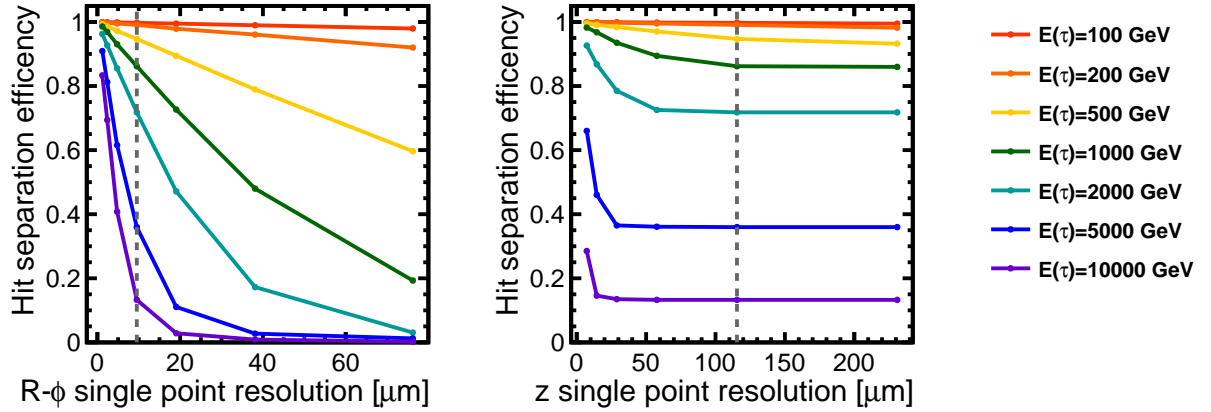 Hit separation efficency
1
0.8
0.6
0.4
0.2
0
0 20 40 60
R-ϕ single point resolution [μm]
Hit separation efficency
1
0.8
0.6
0.4
0.2
0
0 50 100 150 200
z single point resolution [μm]
E(τ)=100 GeV
E(τ)=200 GeV
E(τ)=500 GeV
E(τ)=1000 GeV
E(τ)=2000 GeV
E(τ)=5000 GeV
E(τ)=10000 GeV